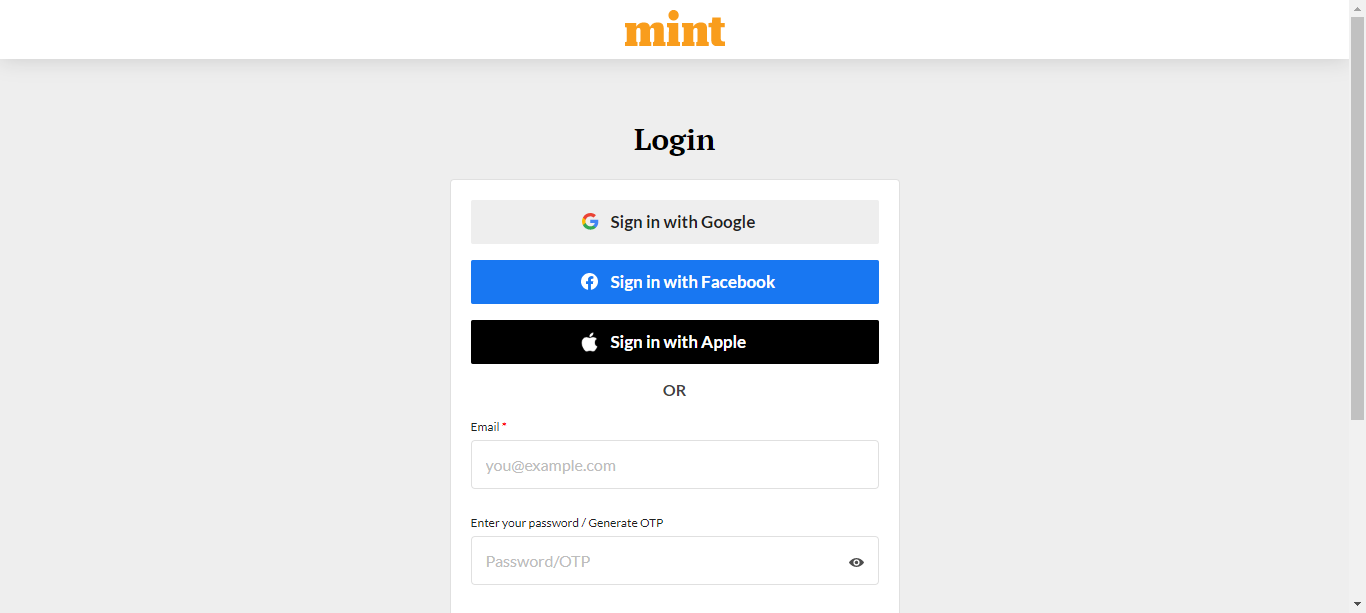 mint
Login
Sign in with Google
Sign in with Facebook
Sign in with Apple
OR
Email *
you@example.com
Enter your password / Generate OTP
Password/OTP